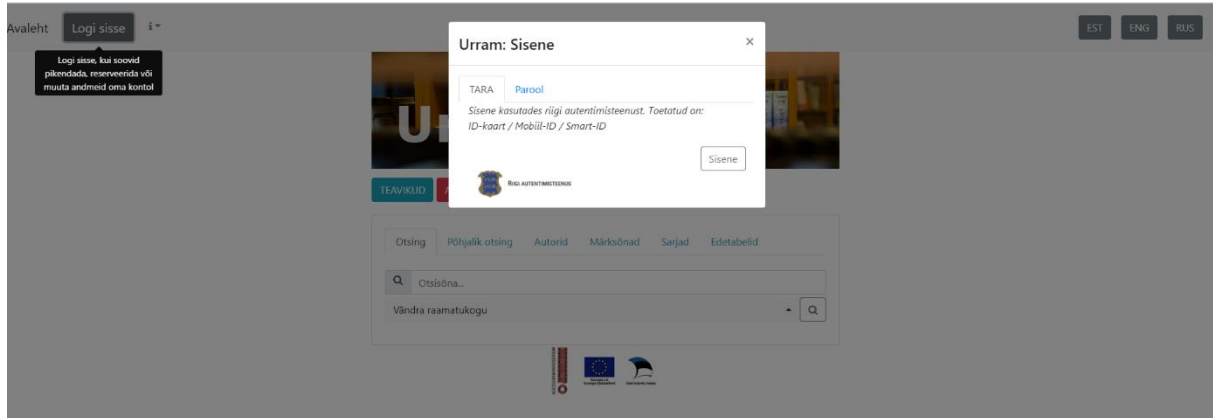 Avaleht
Logi sisse
EST
ENG
RUS
Logi sisse, kui soovid
pikendada, reserveerida või
muuta andmeid oma kontol
Urram: Sisene
×
TARA
Parool
Sisene kasutades riigi autentimisteenust. Toetatud on:
ID-kaart / Mobiil-ID / Smart-ID
Sisene
RIIGI AUTENTIMISTEENUS
TEAVIKUD
Otsing
Põhjalik otsing
Autorid
Märksõnad
Sarjad
Edetabelid
Otsisõna...
Vändra raamatukogu